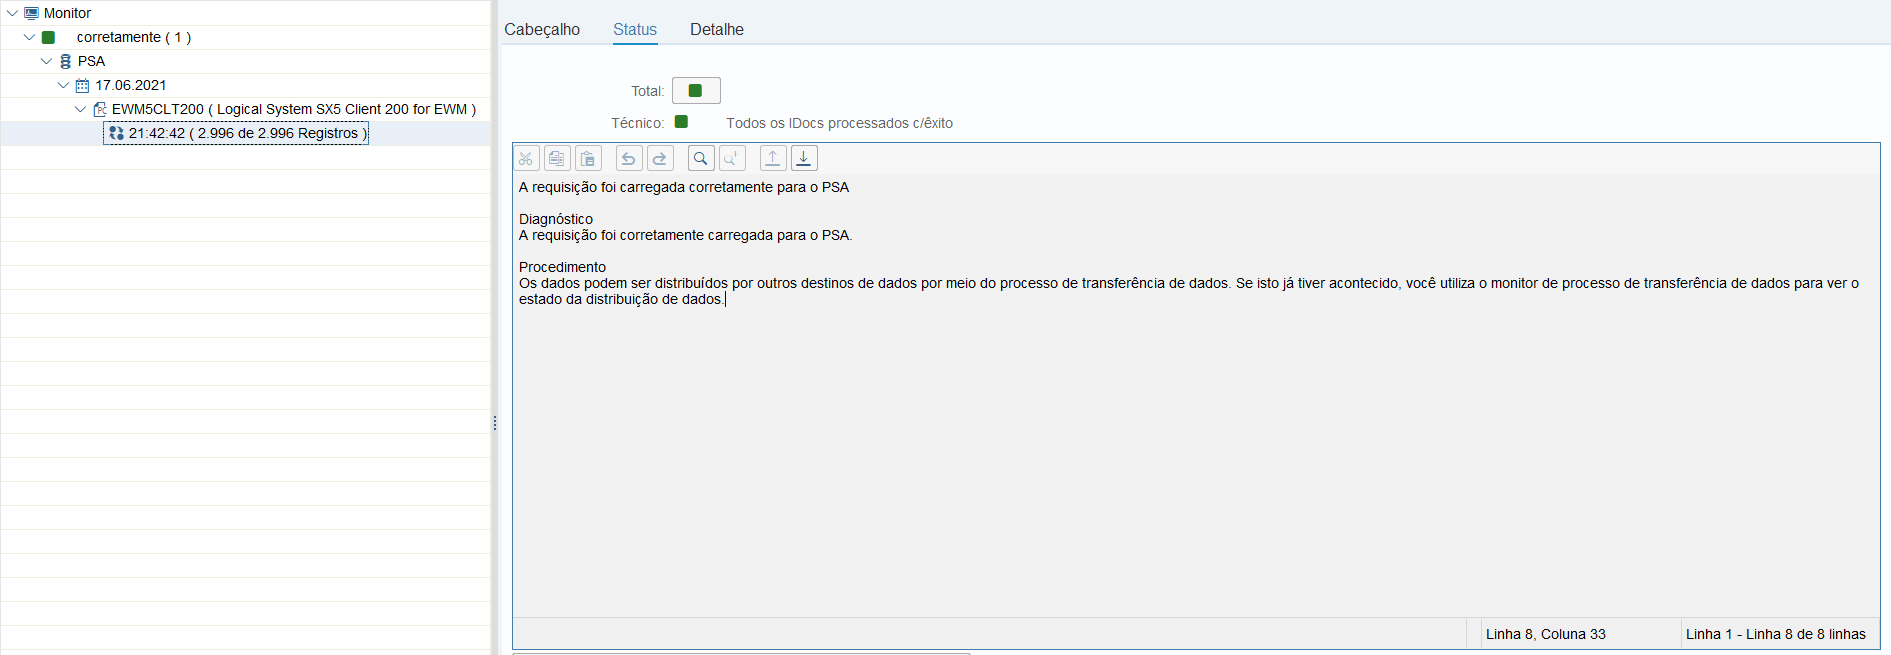 Monitor
corretamente ( 1 )
PSA
17.06.2021
EWM5CLT200 ( Logical System SX5 Client 200 for EWM )
21:42:42 ( 2.996 de 2.996 Registros )
Cabeçalho
Status
Detalhe
Total:
Técnico:
Todos os IDocs processados c/êxito
A requisição foi carregada corretamente para o PSA
Diagnóstico
A requisição foi corretamente carregada para o PSA.
Procedimento
Os dados podem ser distribuídos por outros destinos de dados por meio do processo de transferência de dados. Se isto já tiver acontecido, você utiliza o monitor de processo de transferência de dados para ver o
estado da distribuição de dados.
Linha 8, Coluna 33
Linha 1 - Linha 8 de 8 linhas